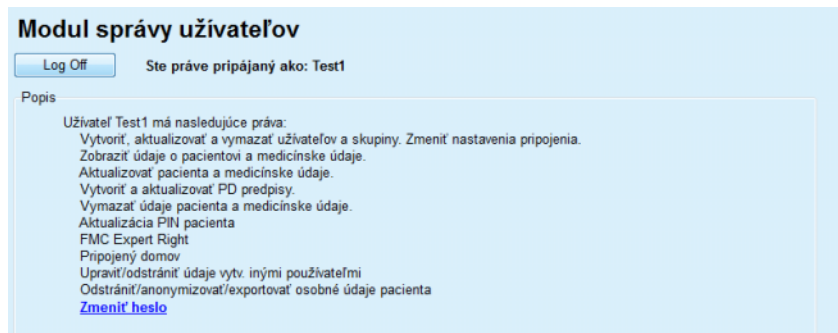 Modul správy užívateľov
Log Off Ste práve pripájaný ako: Test1
Popis
Užívateľ Test1 má nasledujúce práva:
Vytvoriť, aktualizovať a vymazať užívateľov a skupiny. Zmeniť nastavenia pripojenia.
Zobraziť údaje o pacientovi a medicínske údaje.
Aktualizovať pacienta a medicínske údaje.
Vytvoriť a aktualizovať PD predpisy.
Vymazať údaje pacienta a medicínske údaje.
Aktualizácia PIN pacienta
FMC Expert Right
Pripojený domov
Upraviť/odstrániť údaje vytv. inými používateľmi
Odstrániť/anonymizovať/exportovať osobné údaje pacienta
Zmeniť heslo